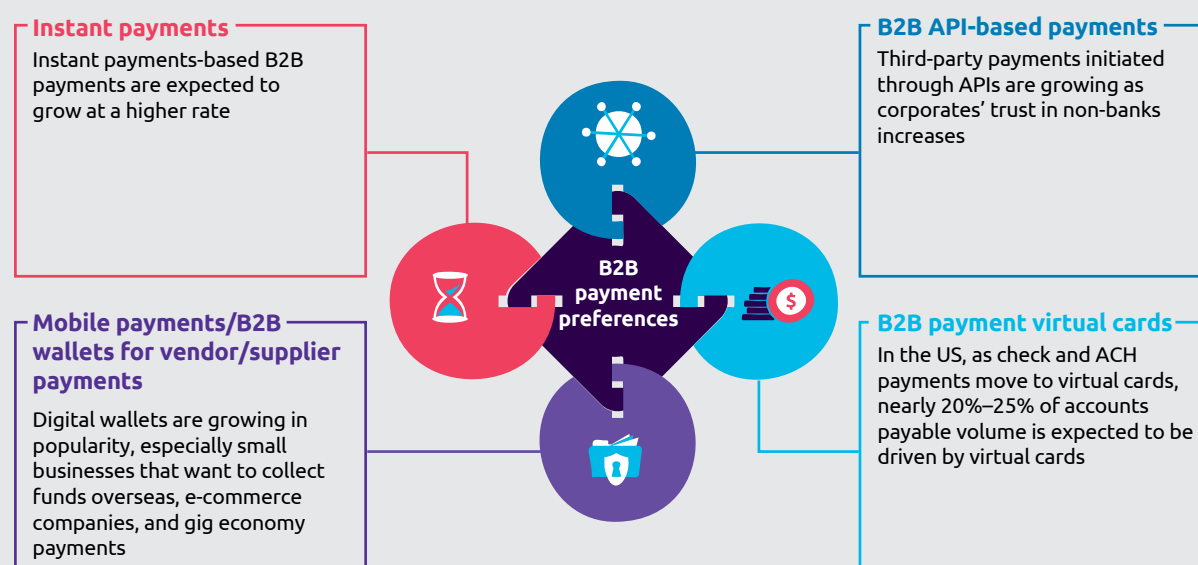 Instant payments
Instant payments-based B2B
payments are expected to
grow at a higher rate
B2B API-based payments
Third-party payments initiated
through APIs are growing as
corporates’ trust in non-banks
increases
B2B
payment
preferences
$
Mobile payments/B2B
wallets for vendor/supplier
payments
Digital wallets are growing in
popularity, especially small
businesses that want to collect
funds overseas, e-commerce
companies, and gig economy
payments
B2B payment virtual cards
In the US, as check and ACH
payments move to virtual cards,
nearly 20%–25% of accounts
payable volume is expected to be
driven by virtual cards